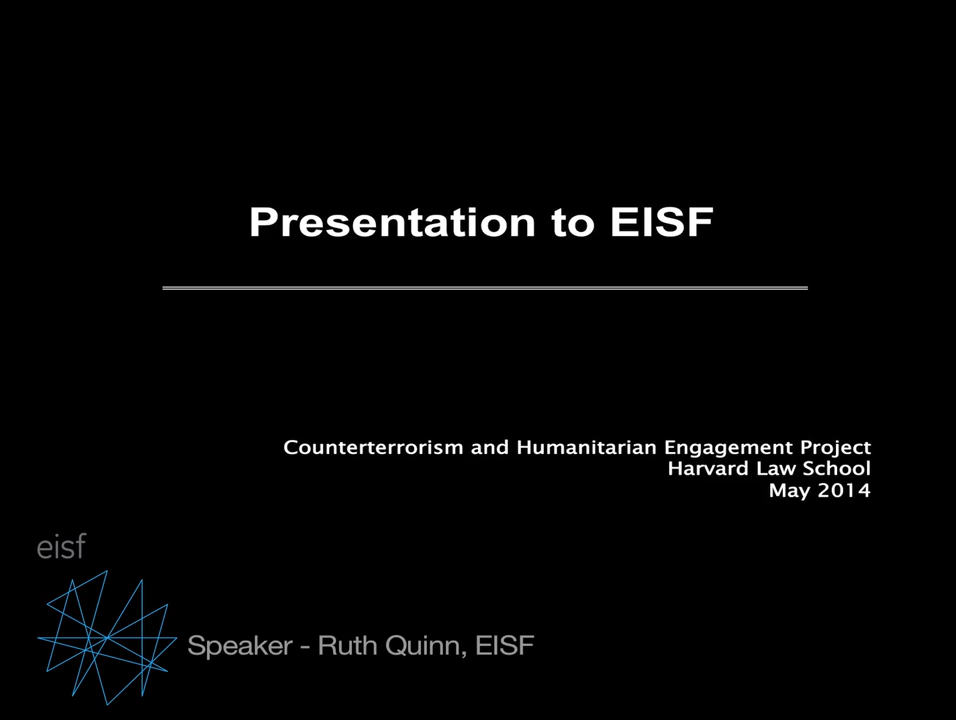 Presentation to EISF
Counterterrorism and Humanitarian Engagement Project
Harvard Law School
May 2014
eisf
Speaker - Ruth Quinn, EISF